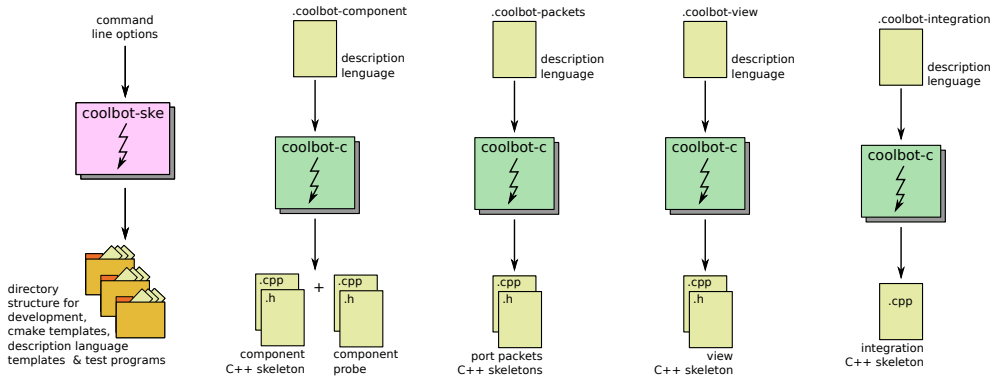 command
line options
coolbot-ske
directory
structure for
development,
cmake templates,
description language
templates & test programs
.coolbot-component
description
lenguage
coolbot-c
.cpp
.h
+
.cpp
.h
component
C++ skeleton
component
probe
.coolbot-packets
description
lenguage
coolbot-c
.cpp
.h
port packets
C++ skeletons
.coolbot-view
description
lenguage
coolbot-c
.cpp
.h
view
C++ skeleton
.coolbot-integration
description
lenguage
coolbot-c
.cpp
integration
C++ skeleton